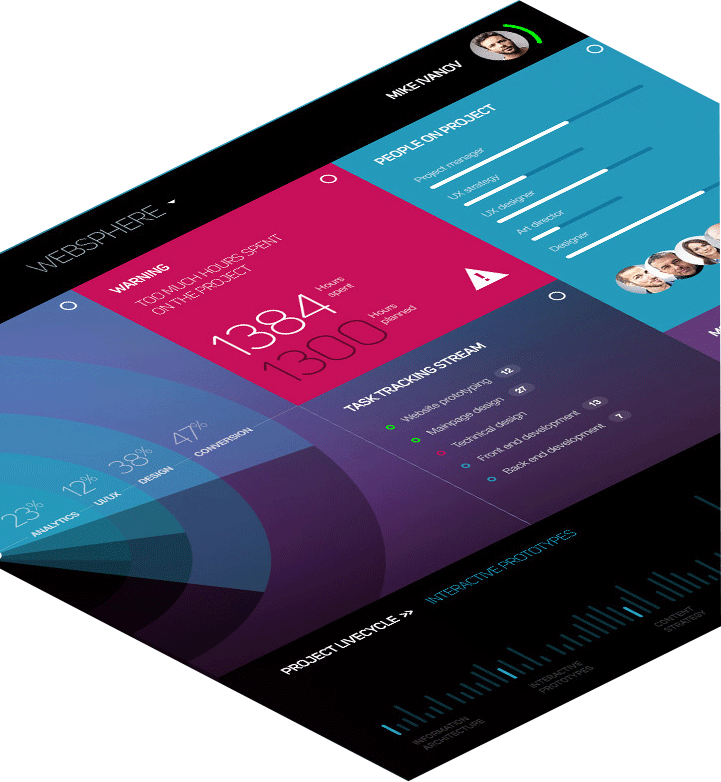 MIKE IVANOV
WEBSPHERE
PEOPLE ON PROJECT
Project manager
UX strategy
UX designer
Art director
Designer
WARNING
TOO MUCH HOURS SPENT
ON THE PROJECT
1384 Hours
spent
1300 Hours
planned
TASK TRACKING STREAM
Website prototyping 12
Mainpage design 27
Technical design
Front end development 13
Back end development 7
23% 12% 38% 47%
ANALYTICS UI/UX DESIGN CONVERSION
PROJECT LIVECYCLE >> INTERACTIVE PROTOTYPES
INFORMATION
ARCHITECTURE
INTERACTIVE
PROTOTYPES
CONTENT
STRATEGY